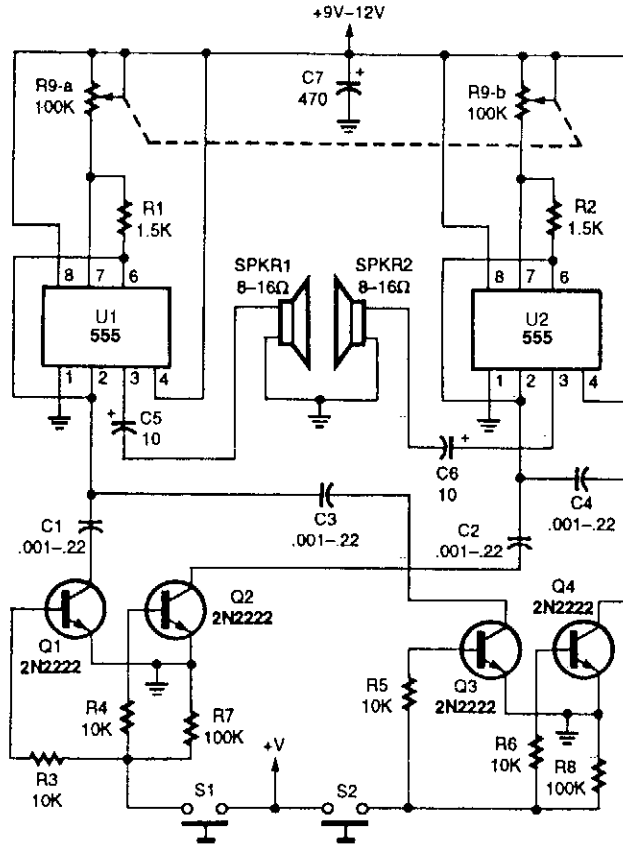 +9V–12V
R9-a
100K
C7
470
+
R9-b
100K
R1
1.5K
R2
1.5K
SPKR1
8–16Ω
SPKR2
8–16Ω
8 7 6
U1
555
1 2 3 4
8 7 6
U2
555
1 2 3 4
+
C5
10
+
C6
10
C3
.001–.22
C4
.001–.22
C1
.001–.22
C2
.001–.22
Q1
2N2222
Q2
2N2222
Q3
2N2222
Q4
2N2222
R4
10K
R7
100K
R5
10K
R6
10K
R8
100K
R3
10K
+V
S1
S2